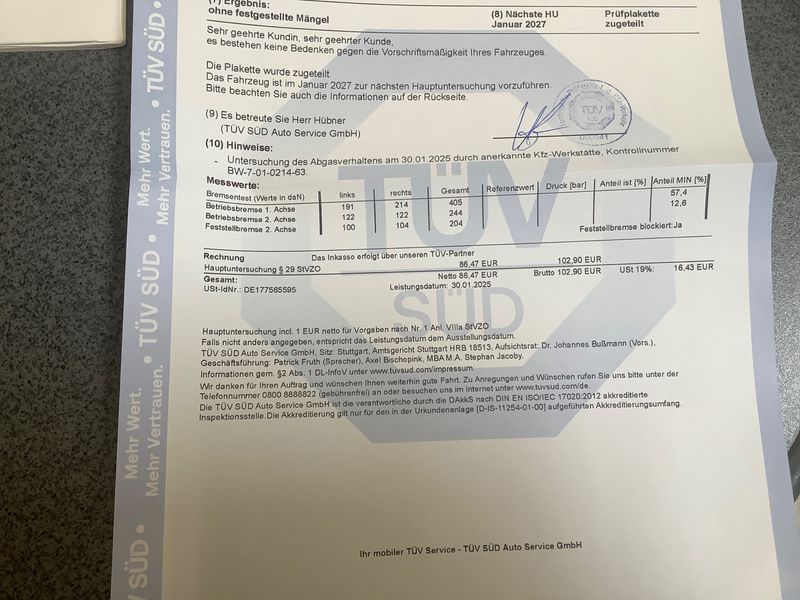 (7) Ergebnis: (8) Nächste HU Prüfplakette
ohne festgestellte Mängel Januar 2027 zugeteilt
Sehr geehrte Kundin, sehr geehrter Kunde,
es bestehen keine Bedenken gegen die Vorschriftsmäßigkeit Ihres Fahrzeuges.
Die Plakette wurde zugeteilt.
Das Fahrzeug ist im Januar 2027 zur nächsten Hauptuntersuchung vorzuführen.
Bitte beachten Sie auch die Informationen auf der Rückseite.
(9) Es betreute Sie Herr Hübner
(TÜV SÜD Auto Service GmbH)
(10) Hinweise:
- Untersuchung des Abgasverhaltens am 30.01.2025 durch anerkannte Kfz-Werkstätte, Kontrollnummer
BW-7-01-0214-63.
Messwerte:
Bremsentest (Werte in daN) links rechts Gesamt Referenzwert Druck [bar] Anteil ist [%] Anteil MIN [%]
Betriebsbremse 1. Achse 191 214 405 57,4
Betriebsbremse 2. Achse 122 122 244 12,6
Feststellbremse 2. Achse 100 104 204 Feststellbremse blockiert:Ja
Rechnung Das Inkasso erfolgt über unseren TÜV-Partner
Hauptuntersuchung § 29 StVZO 86,47 EUR 102,90 EUR
Gesamt: Netto 86,47 EUR Brutto 102,90 EUR USt 19%: 16,43 EUR
USt-IdNr.: DE177565595 Leistungsdatum: 30.01.2025
Hauptuntersuchung incl. 1 EUR netto für Vorgaben nach Nr. 1 Anl. VIIIa StVZO
Falls nicht anders angegeben, entspricht das Leistungsdatum dem Ausstellungsdatum.
TÜV SÜD Auto Service GmbH, Sitz: Stuttgart, Amtsgericht Stuttgart HRB 18513, Aufsichtsrat: Dr. Johannes Bußmann (Vors.),
Geschäftsführung: Patrick Fruth (Sprecher), Axel Bischopink, MBA M.A. Stephan Jacoby.
Informationen gem. §2 Abs. 1 DL-InfoV unter www.tuvsud.com/impressum.
Wir danken für Ihren Auftrag und wünschen Ihnen weiterhin gute Fahrt. Zu Anregungen und Wünschen rufen Sie uns bitte unter der
Telefonnummer 0800 8888822 (gebührenfrei) an oder besuchen uns im Internet unter www.tuvsud.com/de.
Die TÜV SÜD Auto Service GmbH ist die verantwortliche durch die DAkkS nach DIN EN ISO/IEC 17020:2012 akkreditierte
Inspektionsstelle.Die Akkreditierung gilt nur für den in der Urkundenanlage [D-IS-11254-01-00] aufgeführten Akkreditierungsumfang.
Ihr mobiler TÜV Service - TÜV SÜD Auto Service GmbH
TÜV SÜD
TÜV SÜD •
Mehr Wert.
Mehr Vertrauen.
• TÜV SÜD •
Mehr Wert.
Mehr Vertrauen.
• TÜV SÜD •
TÜV
SÜD